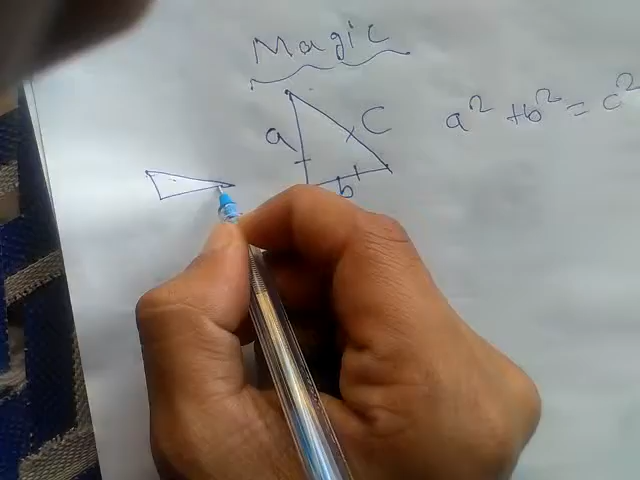 Magic
a
C
b
a² + b² = c²